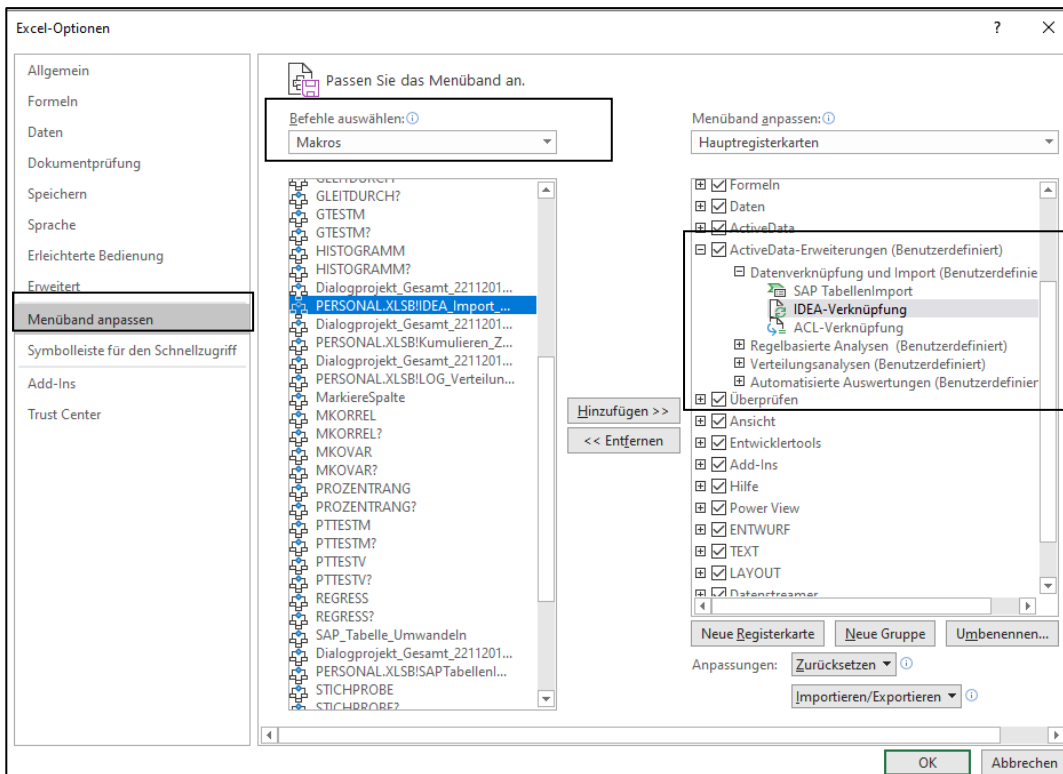 Excel-Optionen
?
Allgemein
Formeln
Daten
Dokumentprüfung
Speichern
Sprache
Erleichterte Bedienung
Erweitert
Menüband anpassen
Symbolleiste für den Schnellzugriff
Add-Ins
Trust Center
Passen Sie das Menüband an.
Befehle auswählen:
Makros
GLEITDURCH?
GTESTM
GTESTM?
HISTOGRAMM
HISTOGRAMM?
Dialogprojekt_Gesamt_2211201...
PERSONAL.XLSB!IDEA_Import_...
Dialogprojekt_Gesamt_2211201...
PERSONAL.XLSB!Kumulieren_Z...
Dialogprojekt_Gesamt_2211201...
PERSONAL.XLSB!LOG_Verteilun...
MarkiereSpalte
MKORREL
MKORREL?
MKOVAR
MKOVAR?
PROZENTRANG
PROZENTRANG?
PTTESTM
PTTESTM?
PTTESTV
PTTESTV?
REGRESS
REGRESS?
SAP_Tabelle_Umwandeln
Dialogprojekt_Gesamt_2211201...
PERSONAL.XLSB!SAPTabellenI...
STICHPROBE
STICHPROBE?
Hinzufügen >>
<< Entfernen
Menüband anpassen:
Hauptregisterkarten
Formeln
Daten
ActiveData
ActiveData-Erweiterungen (Benutzerdefiniert)
Datenverknüpfung und Import (Benutzerdefinie
SAP TabellenImport
IDEA-Verknüpfung
ACL-Verknüpfung
Regelbasierte Analysen (Benutzerdefiniert)
Verteilungsanalysen (Benutzerdefiniert)
Automatisierte Auswertungen (Benutzerdefinier
Überprüfen
Ansicht
Entwicklertools
Add-Ins
Hilfe
Power View
ENTWURF
TEXT
LAYOUT
Datenstreamer
Neue Registerkarte
Neue Gruppe
Umbenennen...
Anpassungen:
Zurücksetzen
Importieren/Exportieren
OK
Abbrechen